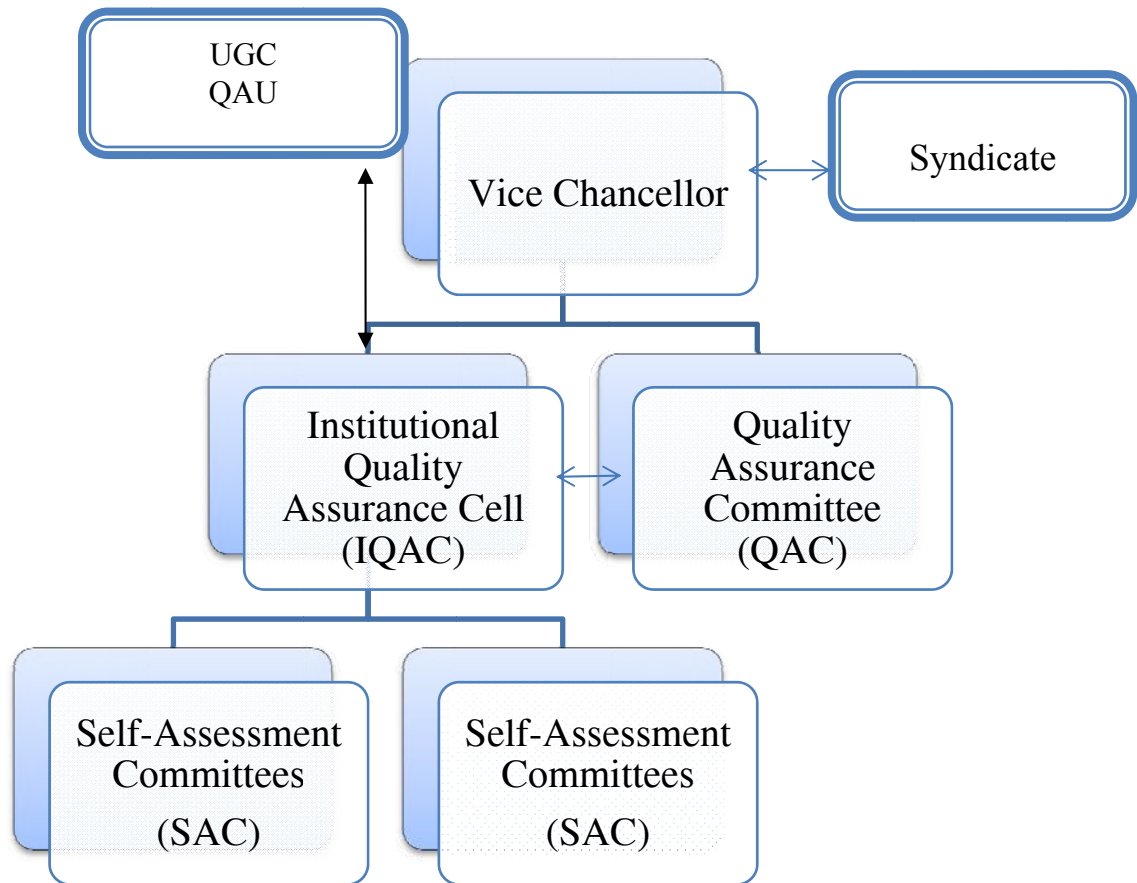 UGC
QAU
Vice Chancellor
Syndicate
Institutional
Quality
Assurance Cell
(IQAC)
Quality
Assurance
Committee
(QAC)
Self-Assessment
Committees
(SAC)
Self-Assessment
Committees
(SAC)